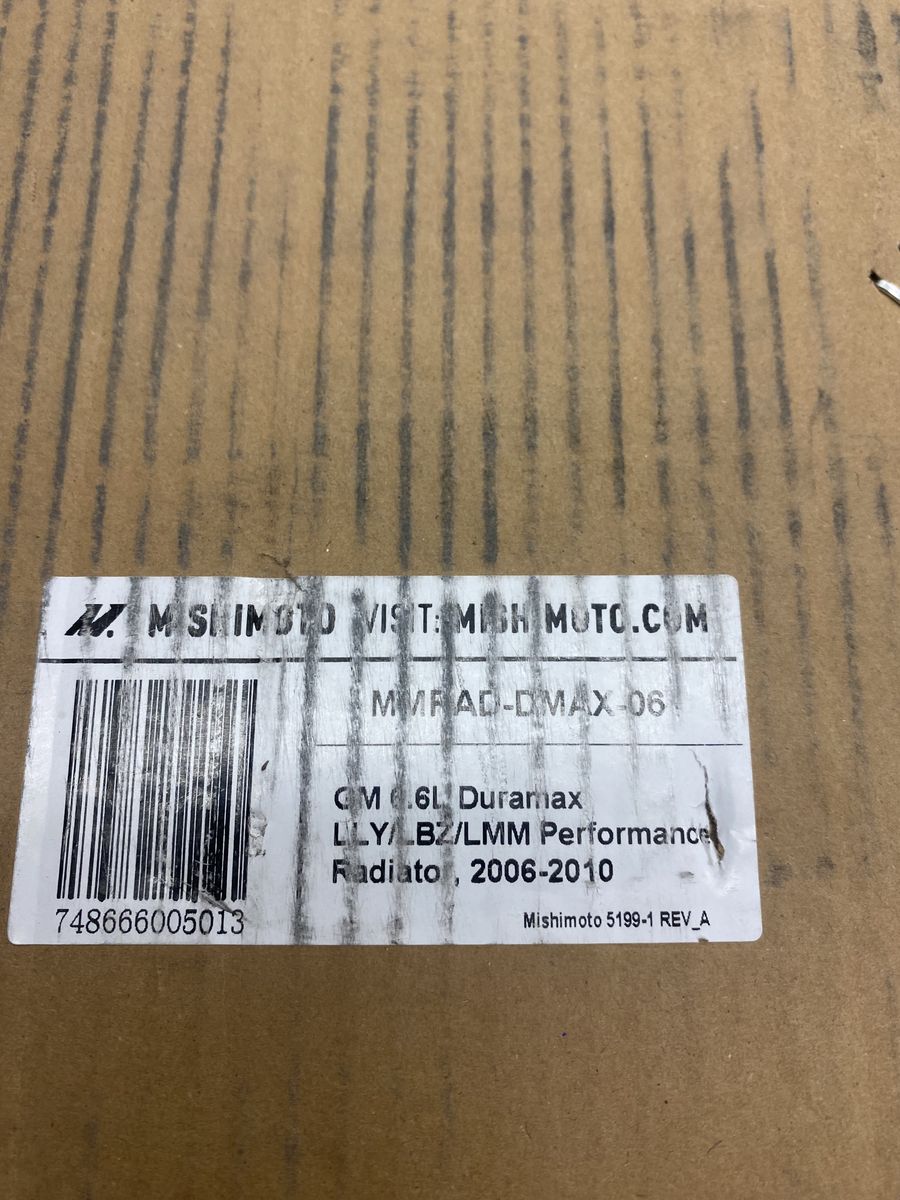 MISHIMOTO VISIT: MISHIMOTO.COM
MMRAD-DMAX-06
GM 6.6L Duramax
LLY/LBZ/LMM Performance
Radiator, 2006-2010
748666005013
Mishimoto 5199-1 REV_A